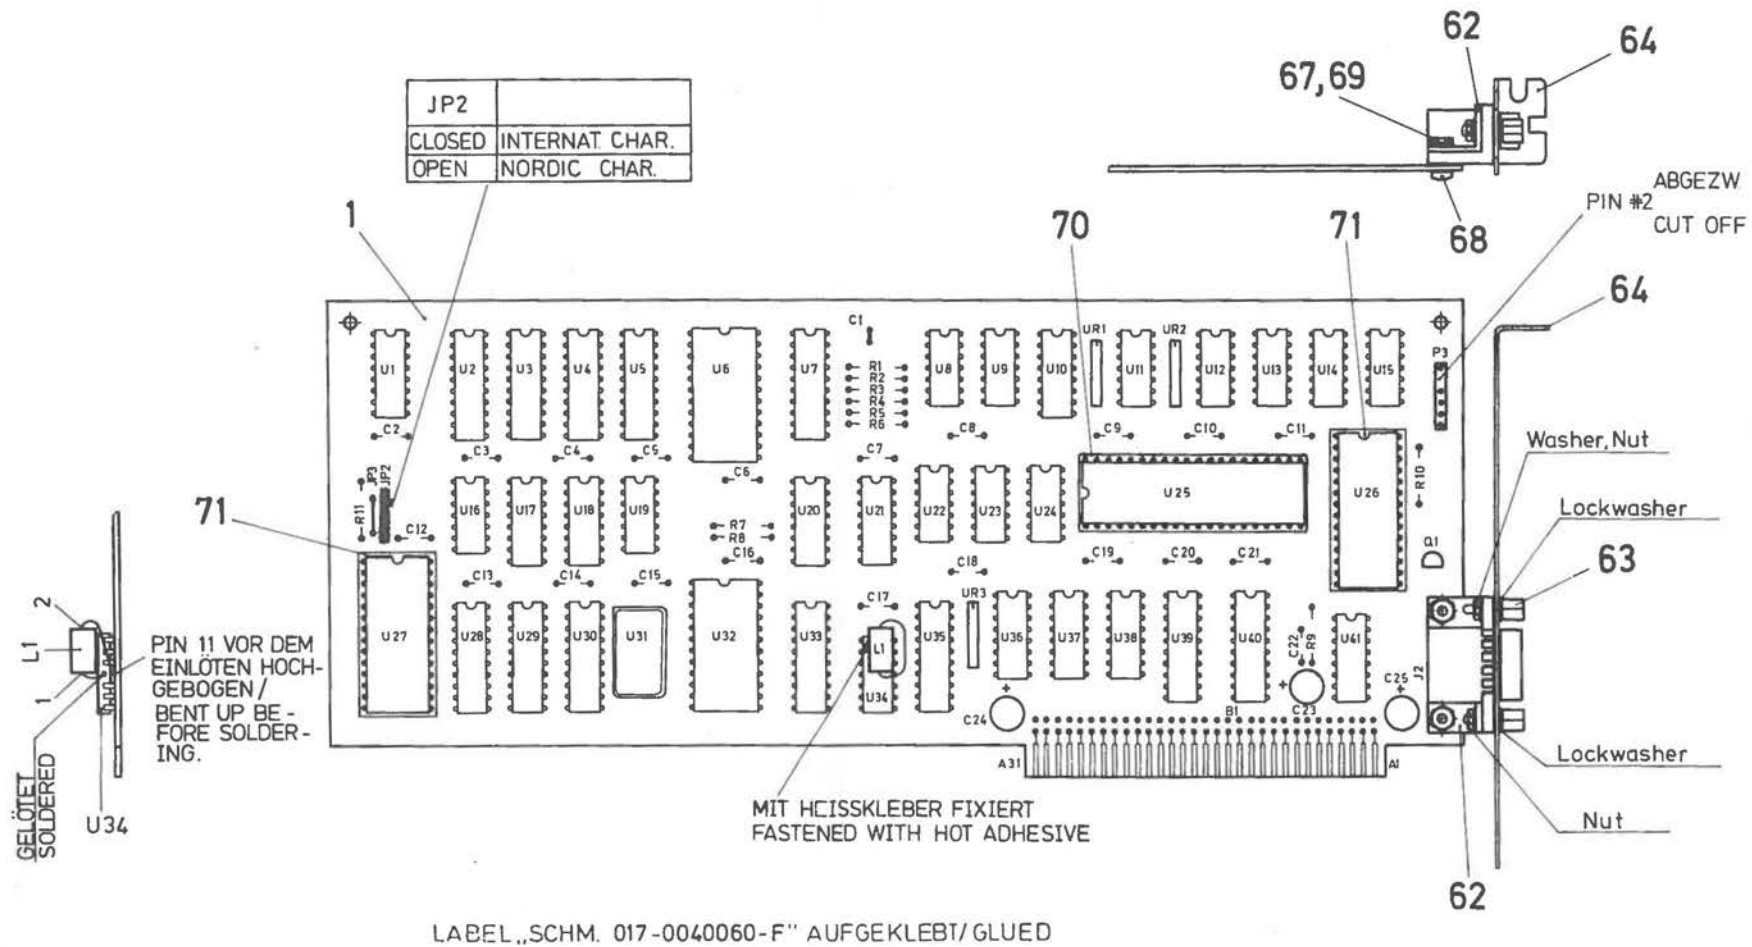 62
64
67,69
JP2
CLOSED INTERNAT. CHAR.
OPEN NORDIC CHAR.
ABGEZW.
PIN #2
CUT OFF
68
1
70
71
64
C1
UR1
UR2
P3
U1
U2
U3
U4
U5
U6
U7
R1
R2
R3
R4
R5
R6
U8
U9
U10
U11
U12
U13
U14
U15
C2
C3
C4
C5
C6
C7
C8
C9
C10
C11
Washer, Nut
JP3
JP2
R11
C12
U16
U17
U18
U19
R7
R8
C16
U20
U21
U22
U23
U24
U25
U26
R10
Lockwasher
71
Q1
63
C13
C14
C15
C18
C19
C20
C21
2
L1
1
PIN 11 VOR DEM
EINLÖTEN HOCH-
GEBOGEN /
BENT UP BE-
FORE SOLDER-
ING.
GELÖTET
SOLDERED
U34
U27
U28
U29
U30
U31
U32
U33
C17
L1
U34
U35
UR3
U36
U37
U38
U39
U40
C22
R9
U41
J2
C24
B1
C23
C25
A31
A1
Lockwasher
MIT HEISSKLEBER FIXIERT
FASTENED WITH HOT ADHESIVE
Nut
62
LABEL „SCHM. 017-0040060-F" AUFGEKLEBT/GLUED